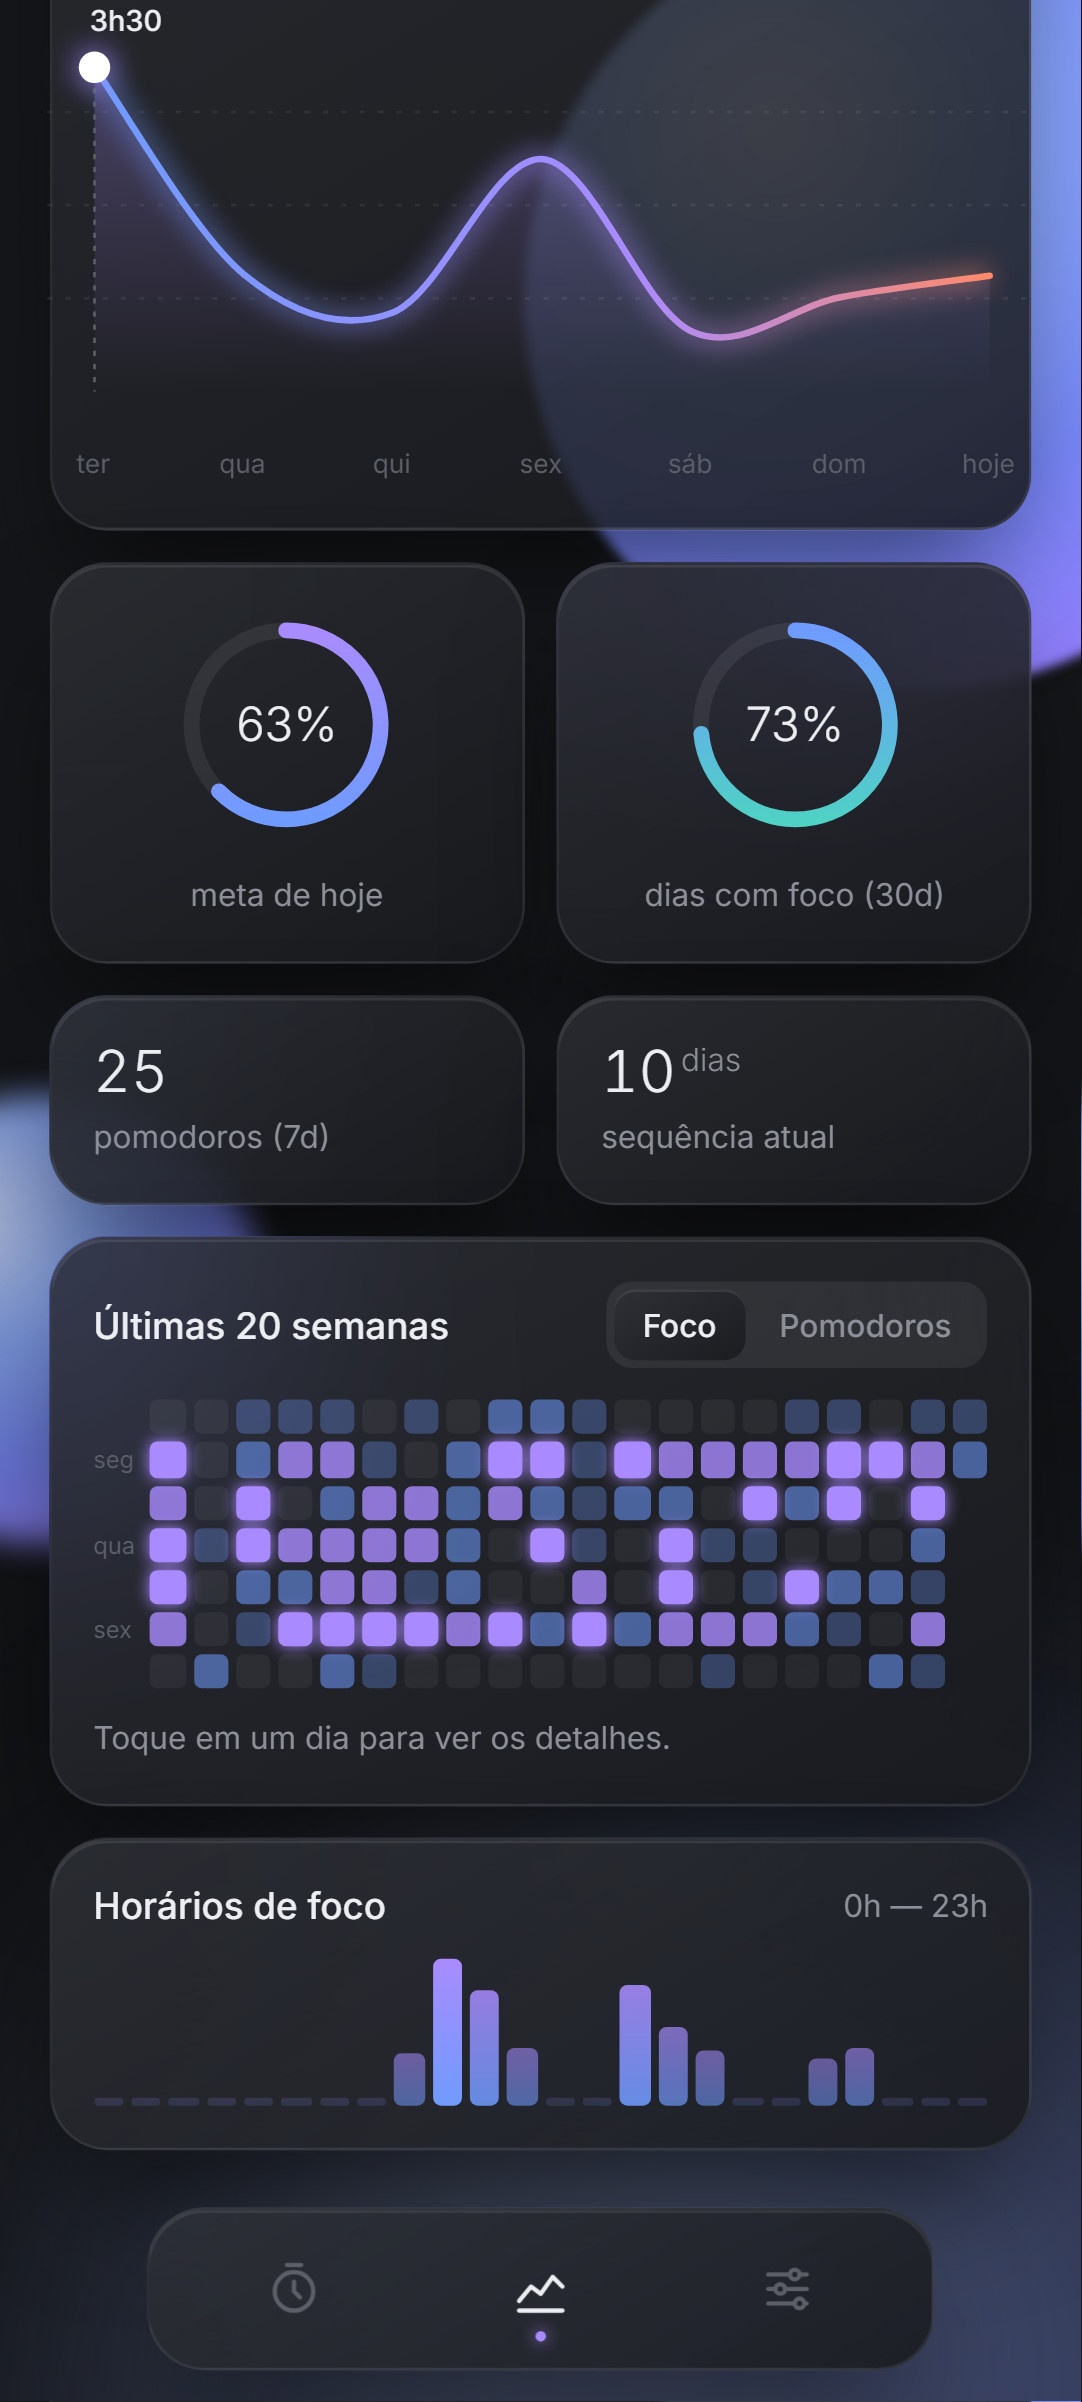 3h30
ter qua qui sex sáb dom hoje
63%
73%
meta de hoje
dias com foco (30d)
25
pomodoros (7d)
10 dias
sequência atual
Últimas 20 semanas
Foco Pomodoros
seg
qua
sex
Toque em um dia para ver os detalhes.
Horários de foco
0h — 23h